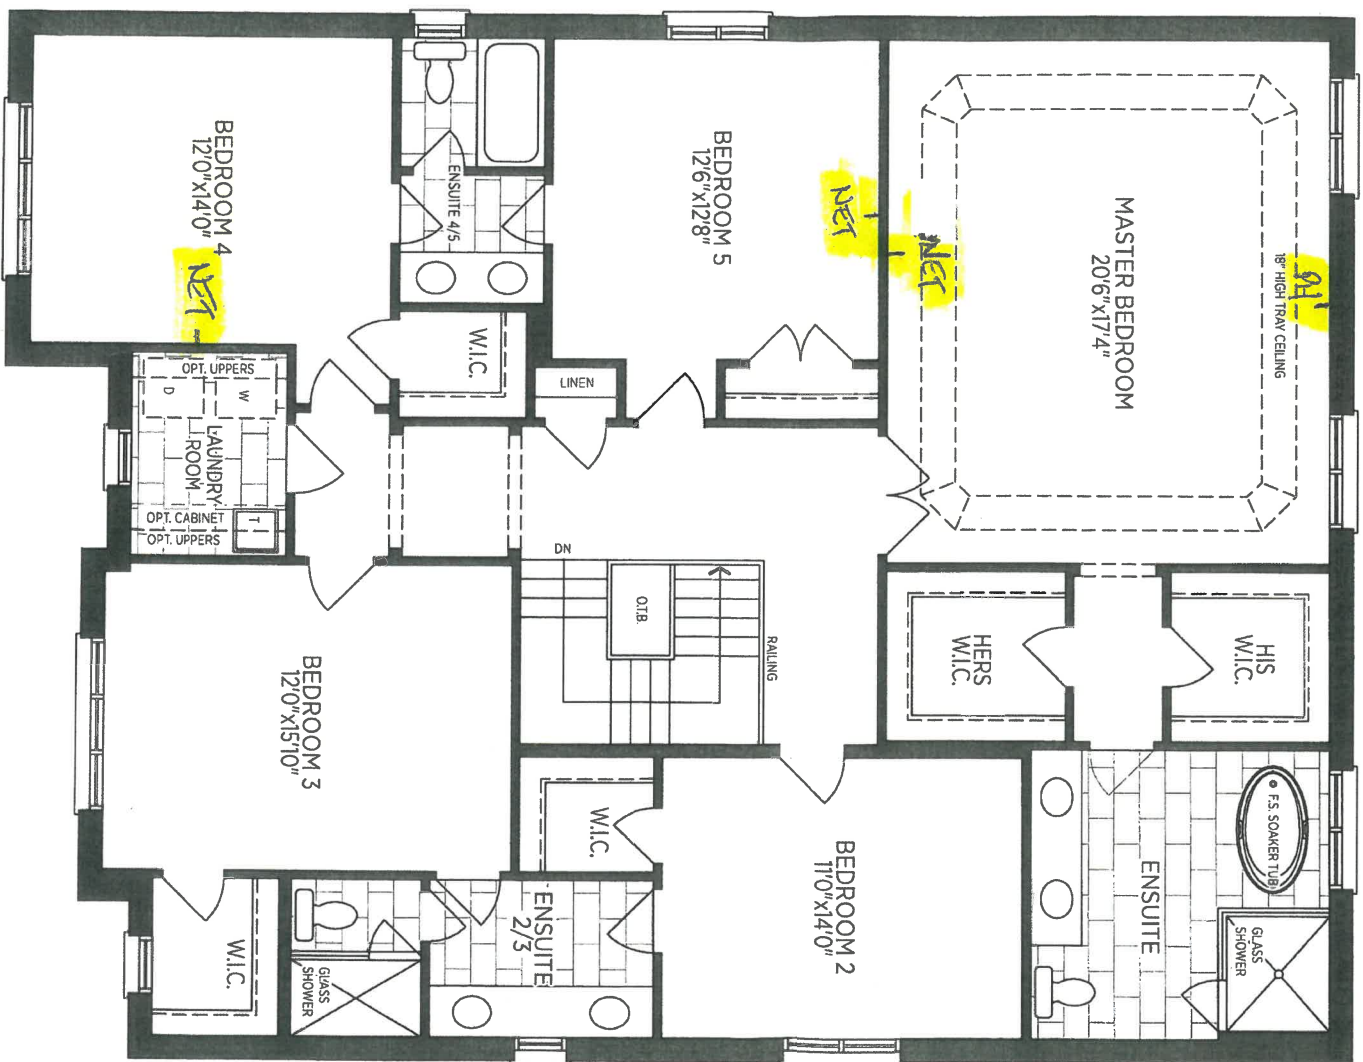 BEDROOM 4
12'0"x14'0"
NET
ENSUITE 4/5
BEDROOM 5
12'6"x12'8"
NET
NET
MASTER BEDROOM
20'6"x17'4"
18" HIGH TRAY CEILING
W.I.C.
LINEN
OPT. UPPERS
D
W
LAUNDRY
ROOM
OPT. CABINET
T
OPT. UPPERS
DN
O.T.B.
RAILING
HERS
W.I.C.
HIS
W.I.C.
BEDROOM 3
12'0"x15'10"
W.I.C.
BEDROOM 2
11'0"x14'0"
ENSUITE
F.S. SOAKER TUB
GLASS
SHOWER
ENSUITE
2/3
GLASS
SHOWER
W.I.C.